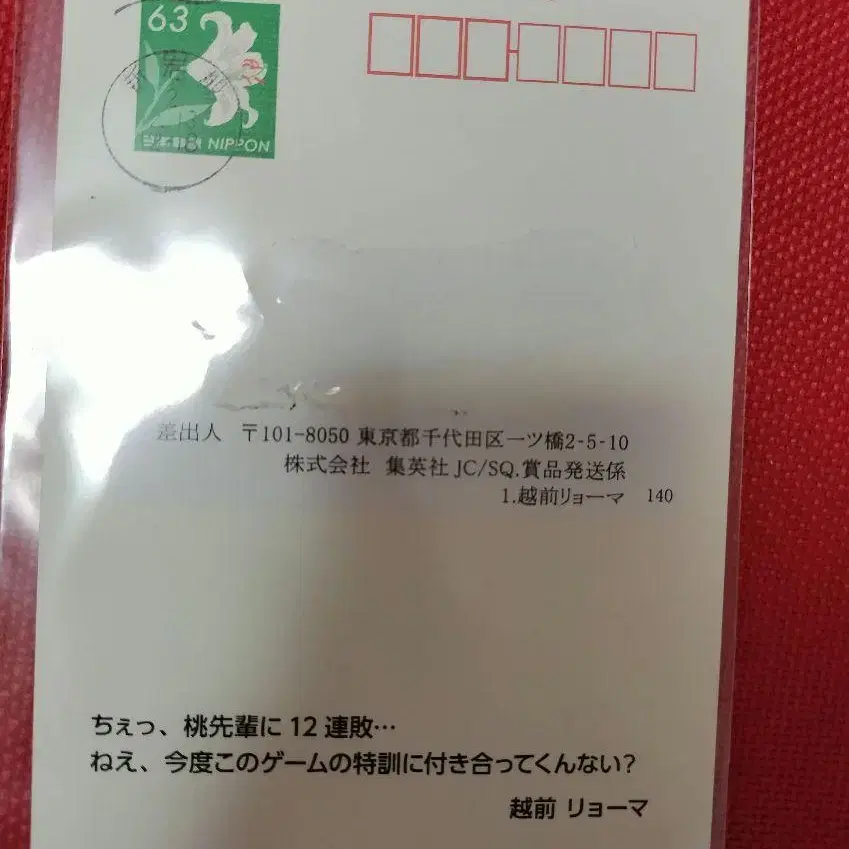 63
NIPPON
差出人 〒101-8050 東京都千代田区一ツ橋2-5-10
株式会社 集英社 JC/SQ.賞品発送係
1.越前リョーマ 140
ちぇっ、桃先輩に 12 連敗…
ねえ、今度このゲームの特訓に付き合ってくんない?
越前 リョーマ